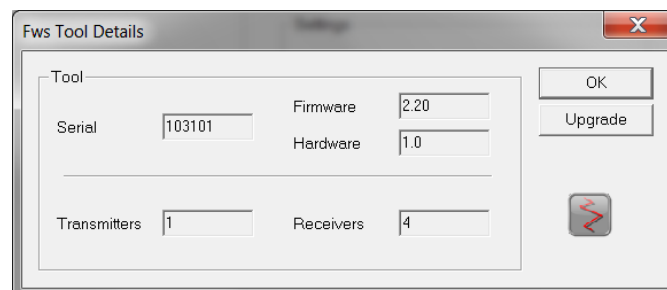 Fws Tool Details
Tool
Serial 103101
Firmware 2.20
Hardware 1.0
Transmitters 1
Receivers 4
OK
Upgrade